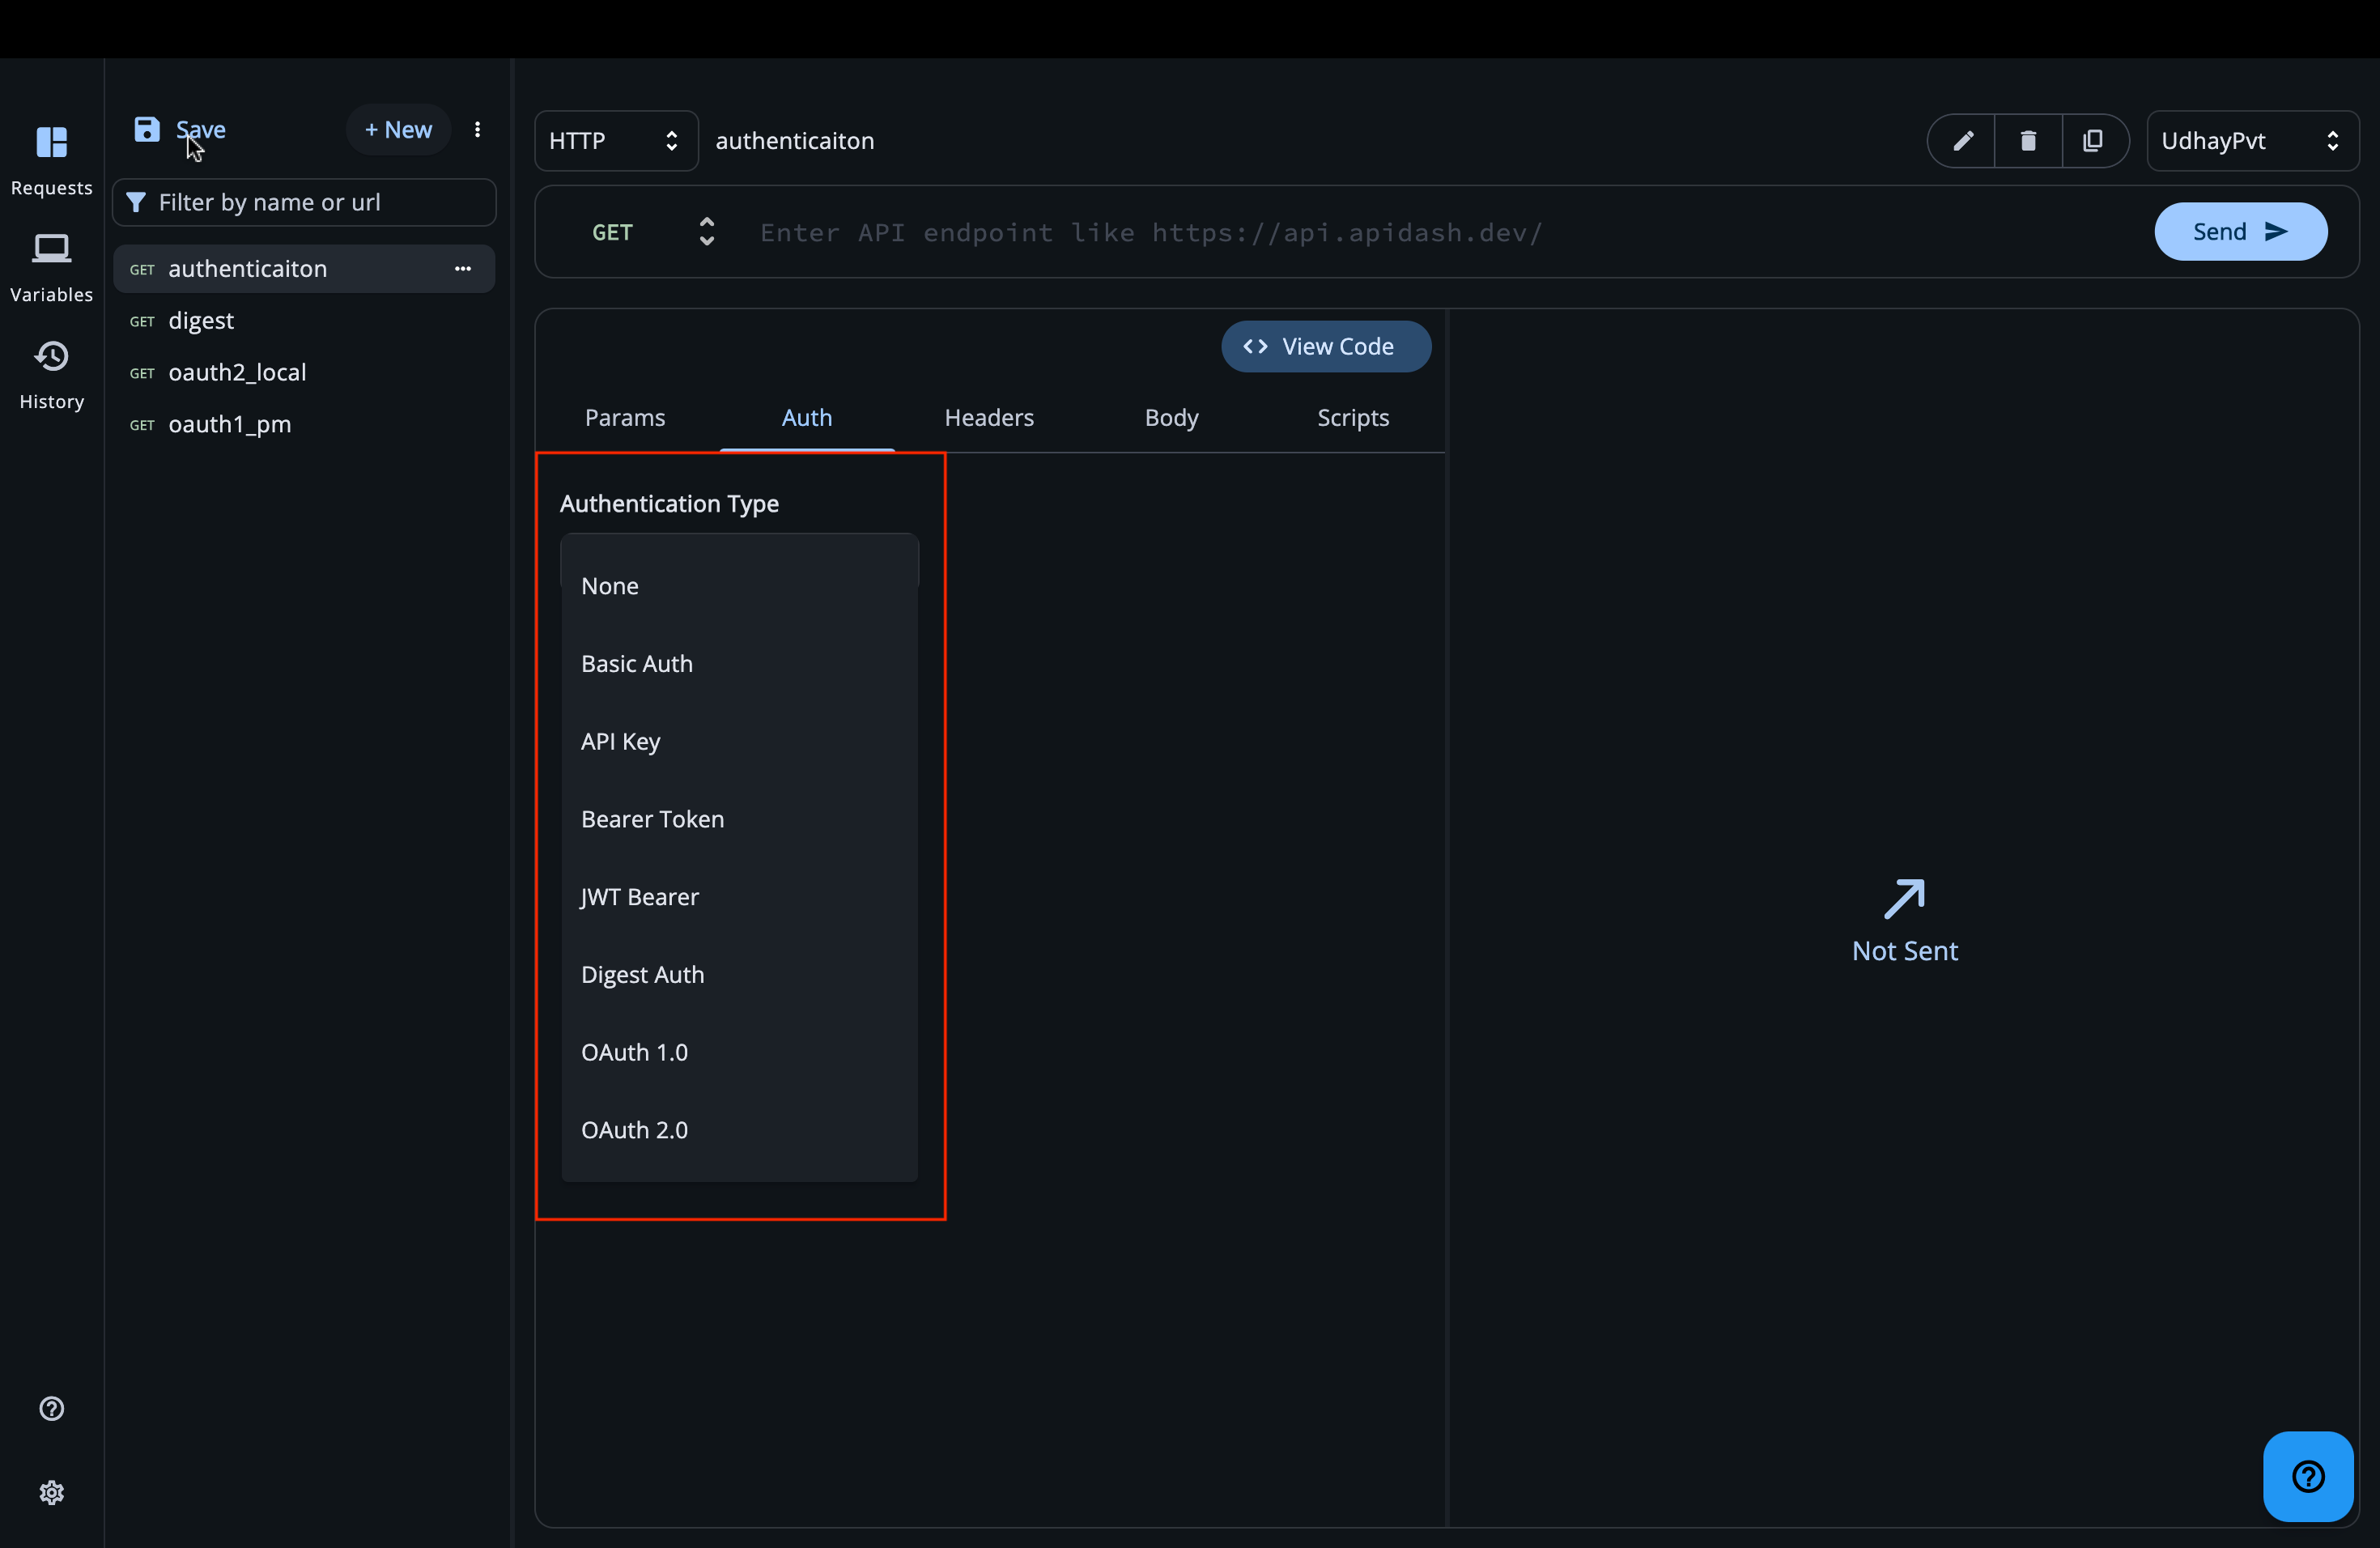 Requests
Variables
History
Save
+ New
Filter by name or url
GET authenticaiton
GET digest
GET oauth2_local
GET oauth1_pm
HTTP
authenticaiton
UdhayPvt
GET
Enter API endpoint like https://api.apidash.dev/
Send
View Code
Params
Auth
Headers
Body
Scripts
Authentication Type
None
Basic Auth
API Key
Bearer Token
JWT Bearer
Digest Auth
OAuth 1.0
OAuth 2.0
Not Sent